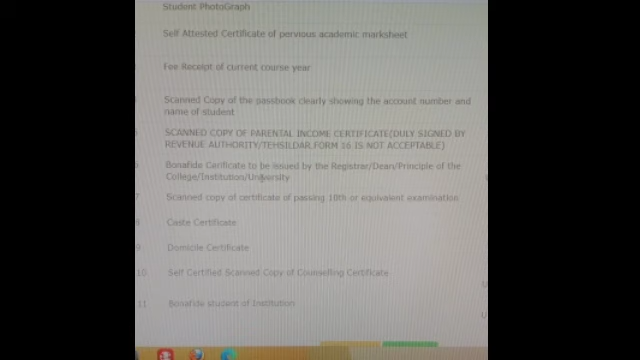 Student PhotoGraph
Self Attested Certificate of pervious academic marksheet
Fee Receipt of current course year
Scanned Copy of the passbook clearly showing the account number and
name of student
SCANNED COPY OF PARENTAL INCOME CERTIFICATE(DULY SIGNED BY
REVENUE AUTHORITY/TEHSILDAR.FORM 16 IS NOT ACCEPTABLE)
Bonafide Carificate to be issued by the Registrar/Dean/Principle of the
College/Institution/University
7 Scanned copy of certificate of passing 10th or equivalent examination
8 Caste Certificate
9 Domicile Certificate
10 Self Certified Scanned Copy of Counselling Certificate
11 Bonafide student of Institution